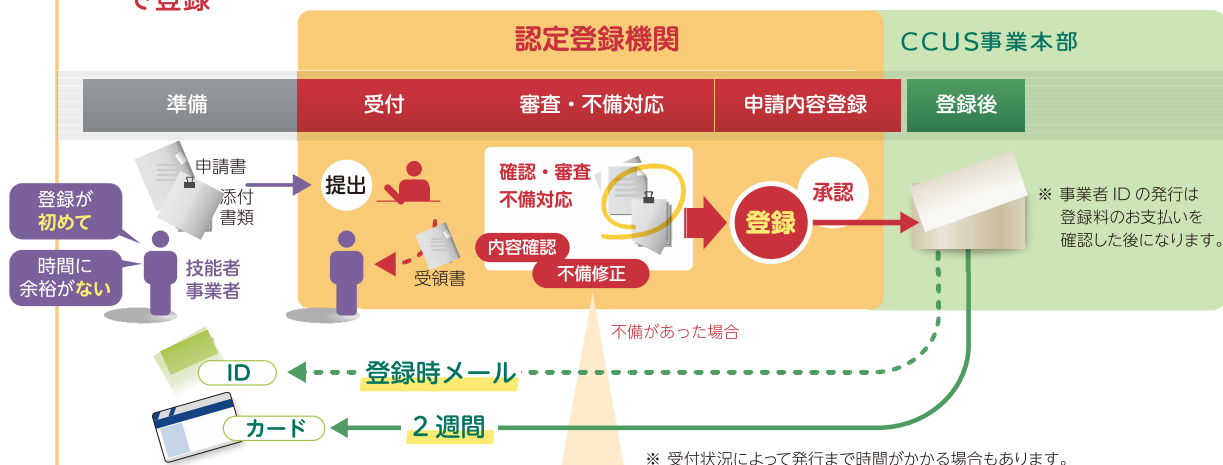 で登録
認定登録機関
CCUS事業本部
準備
受付
審査・不備対応
申請内容登録
登録後
申請書
添付
書類
登録が
初めて
時間に
余裕がない
技能者
事業者
提出
受領書
確認・審査
不備対応
内容確認
不備修正
登録
承認
※ 事業者 ID の発行は
登録料のお支払いを
確認した後になります。
不備があった場合
ID
登録時メール
カード
2 週間
※ 受付状況によって発行まで時間がかかる場合もあります。